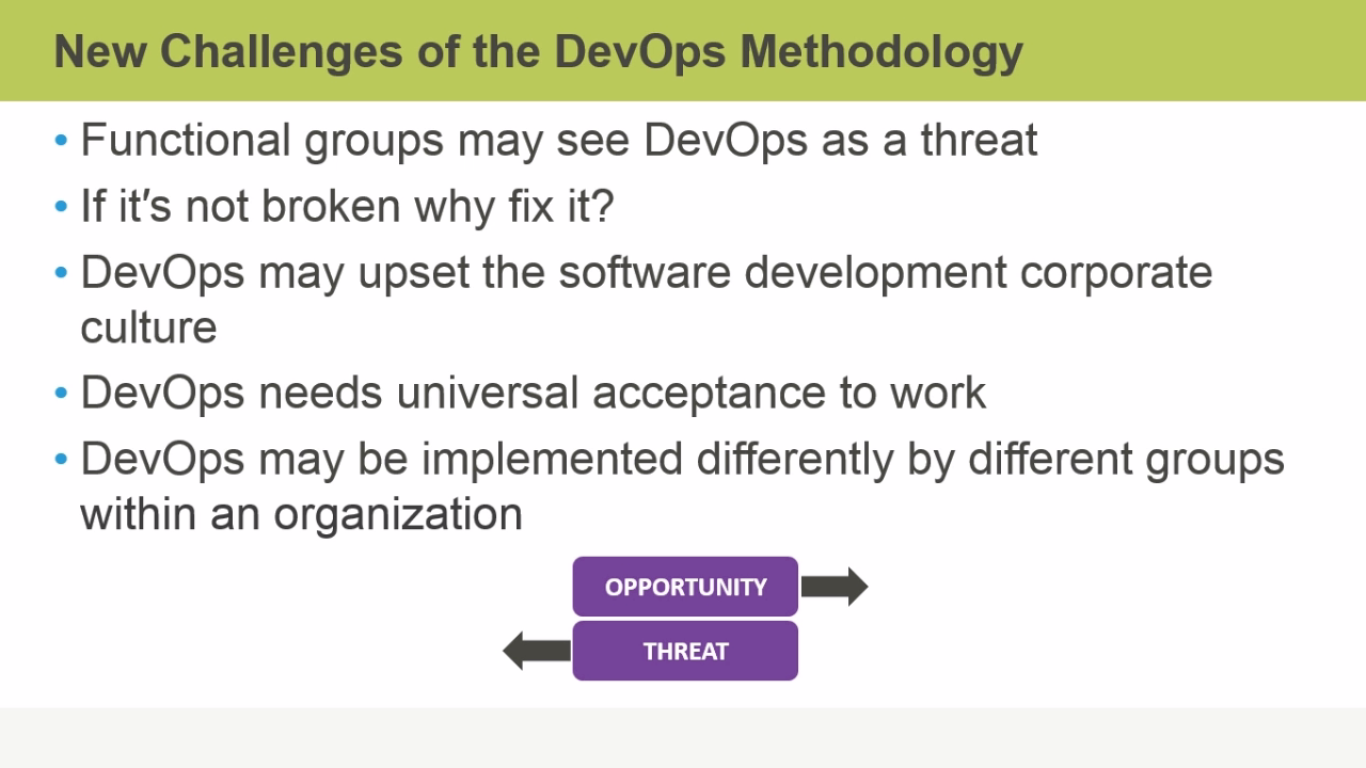 New Challenges of the DevOps Methodology
• Functional groups may see DevOps as a threat
• If it's not broken why fix it?
• DevOps may upset the software development corporate
culture
• DevOps needs universal acceptance to work
• DevOps may be implemented differently by different groups
within an organization
OPPORTUNITY
THREAT